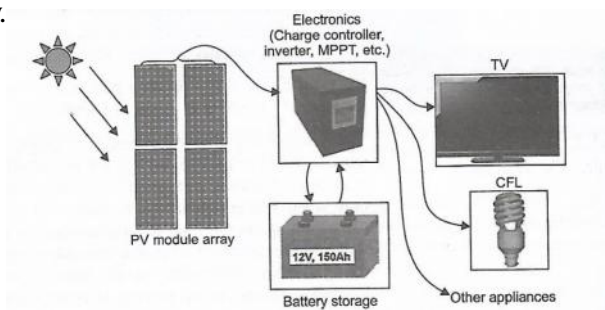 Electronics
(Charge controller,
inverter, MPPT, etc.)
TV
CFL
PV module array
12V, 150Ah
Battery storage
Other appliances